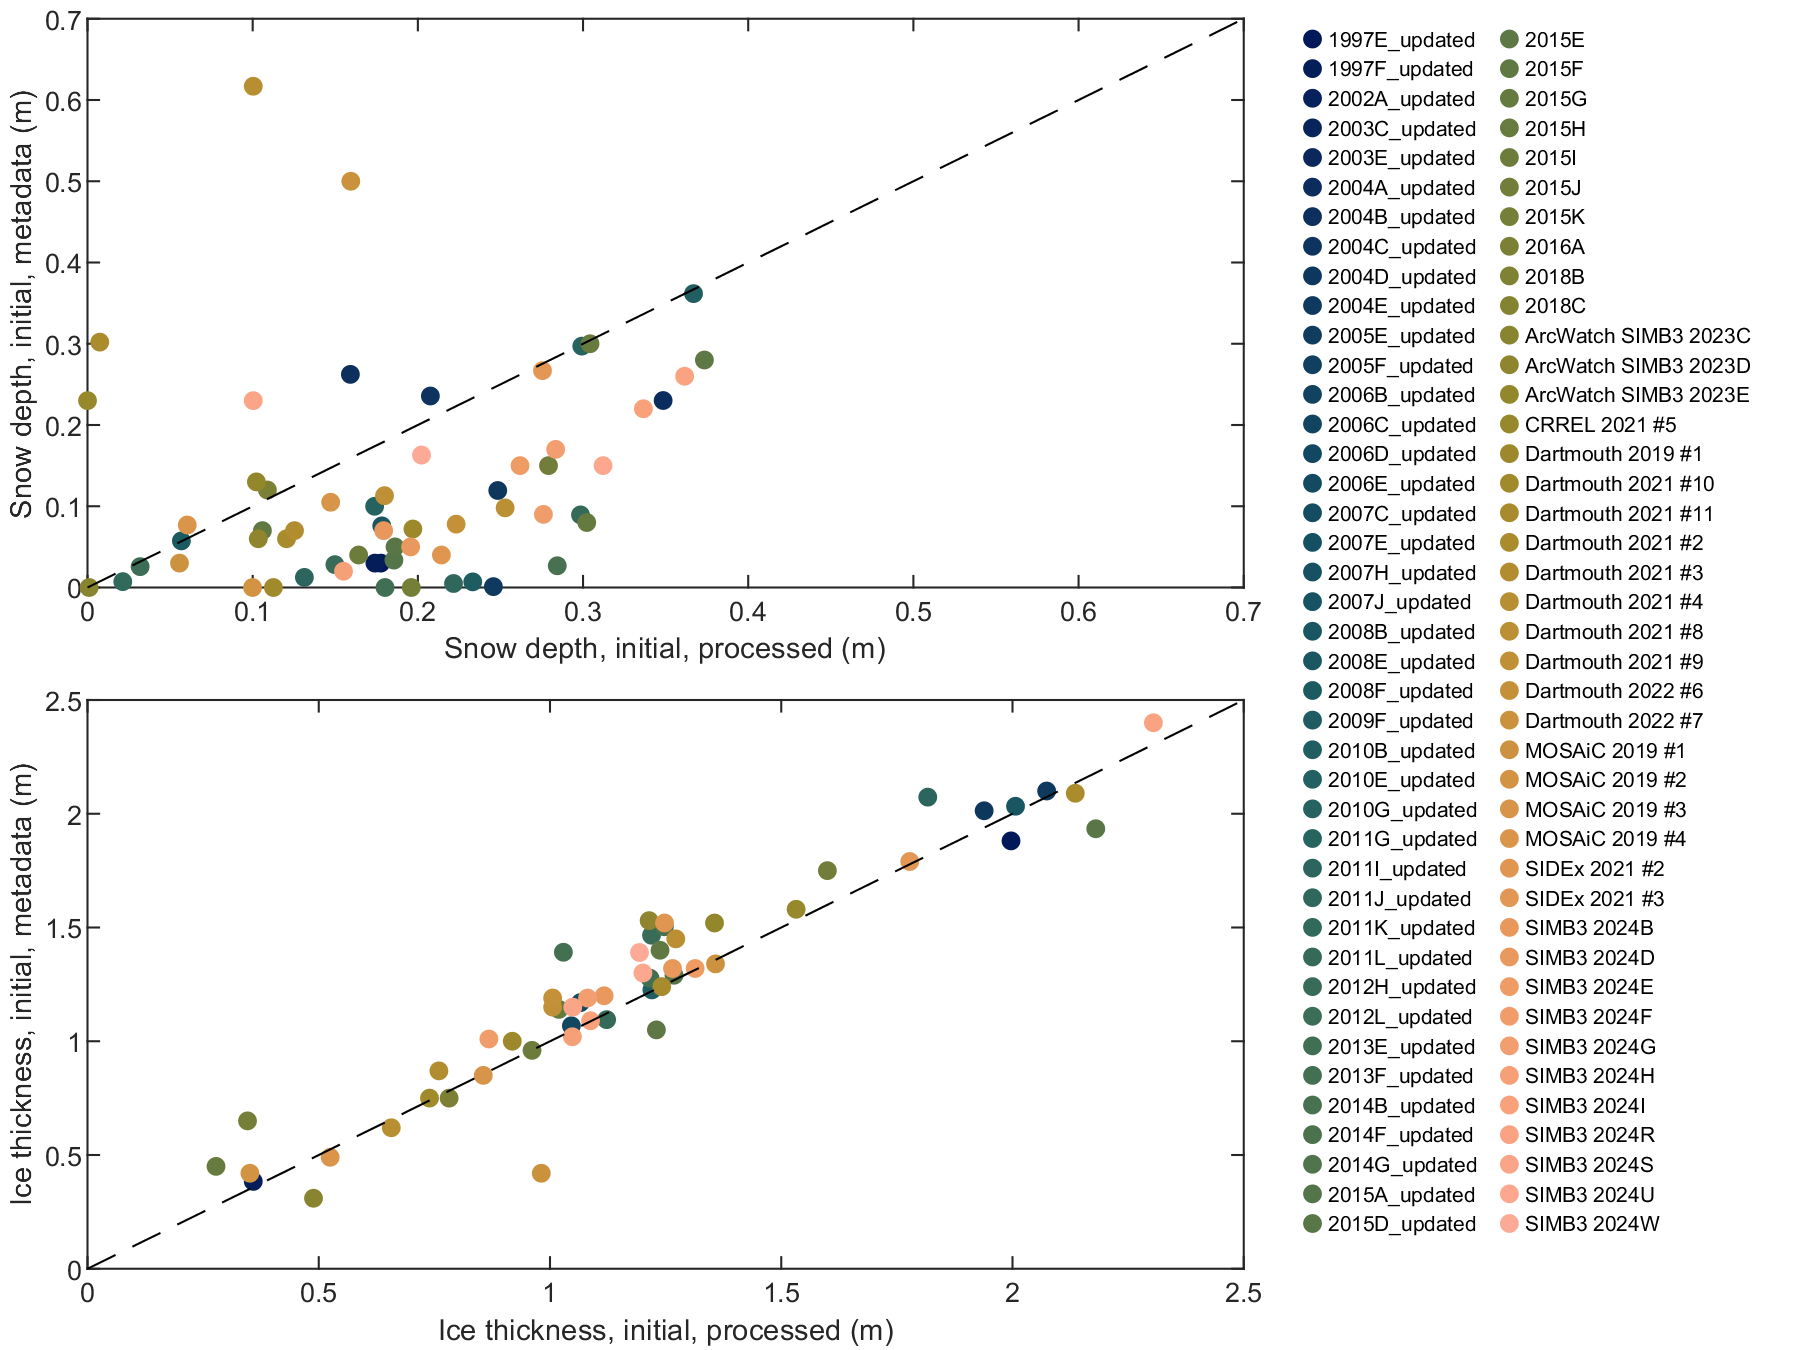 0.7
0.6
0.5
0.4
0.3
0.2
0.1
0
Snow depth, initial, metadata (m)
0 0.1 0.2 0.3 0.4 0.5 0.6 0.7
Snow depth, initial, processed (m)
2.5
2
1.5
1
0.5
0
Ice thickness, initial, metadata (m)
0 0.5 1 1.5 2 2.5
Ice thickness, initial, processed (m)
1997E_updated
1997F_updated
2002A_updated
2003C_updated
2003E_updated
2004A_updated
2004B_updated
2004C_updated
2004D_updated
2004E_updated
2005E_updated
2005F_updated
2006B_updated
2006C_updated
2006D_updated
2006E_updated
2007C_updated
2007E_updated
2007H_updated
2007J_updated
2008B_updated
2008E_updated
2008F_updated
2009F_updated
2010B_updated
2010E_updated
2010G_updated
2011G_updated
2011I_updated
2011J_updated
2011K_updated
2011L_updated
2012H_updated
2012L_updated
2013E_updated
2013F_updated
2014B_updated
2014F_updated
2014G_updated
2015A_updated
2015D_updated
2015E
2015F
2015G
2015H
2015I
2015J
2015K
2016A
2018B
2018C
ArcWatch SIMB3 2023C
ArcWatch SIMB3 2023D
ArcWatch SIMB3 2023E
CRREL 2021 #5
Dartmouth 2019 #1
Dartmouth 2021 #10
Dartmouth 2021 #11
Dartmouth 2021 #2
Dartmouth 2021 #3
Dartmouth 2021 #4
Dartmouth 2021 #8
Dartmouth 2021 #9
Dartmouth 2022 #6
Dartmouth 2022 #7
MOSAiC 2019 #1
MOSAiC 2019 #2
MOSAiC 2019 #3
MOSAiC 2019 #4
SIDEx 2021 #2
SIDEx 2021 #3
SIMB3 2024B
SIMB3 2024D
SIMB3 2024E
SIMB3 2024F
SIMB3 2024G
SIMB3 2024H
SIMB3 2024I
SIMB3 2024R
SIMB3 2024S
SIMB3 2024U
SIMB3 2024W